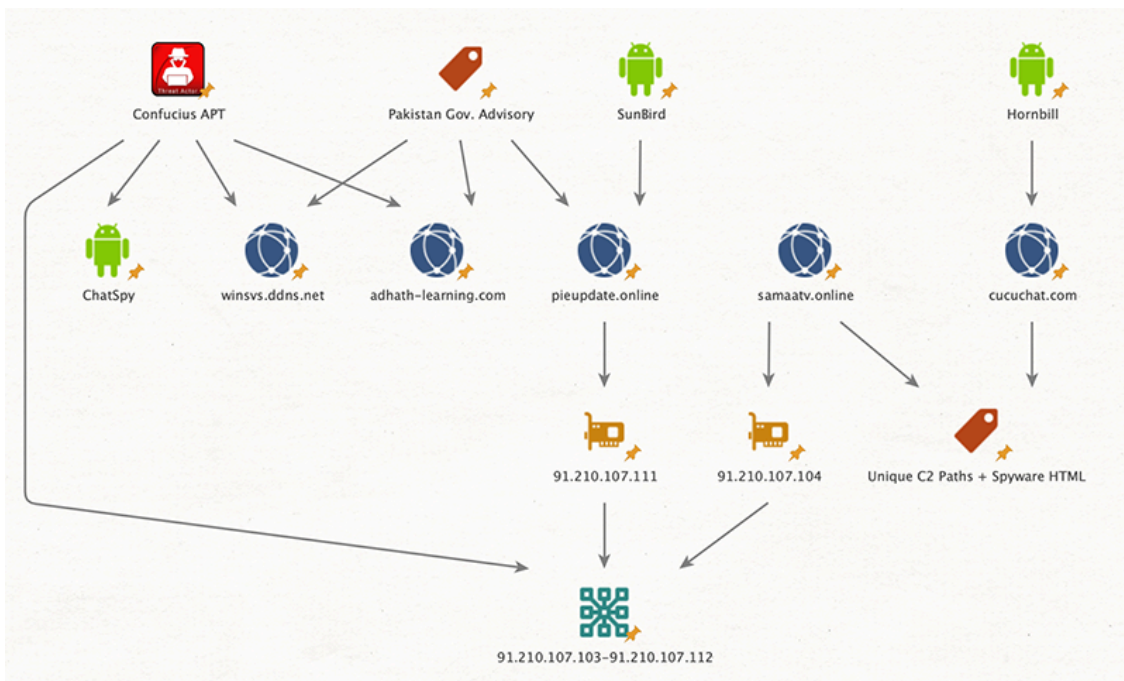 Threat Actor
Confucius APT
Pakistan Gov. Advisory
SunBird
Hornbill
ChatSpy
winsvs.ddns.net
adhath-learning.com
pieupdate.online
samaatv.online
cucuchat.com
91.210.107.111
91.210.107.104
Unique C2 Paths + Spyware HTML
91.210.107.103-91.210.107.112